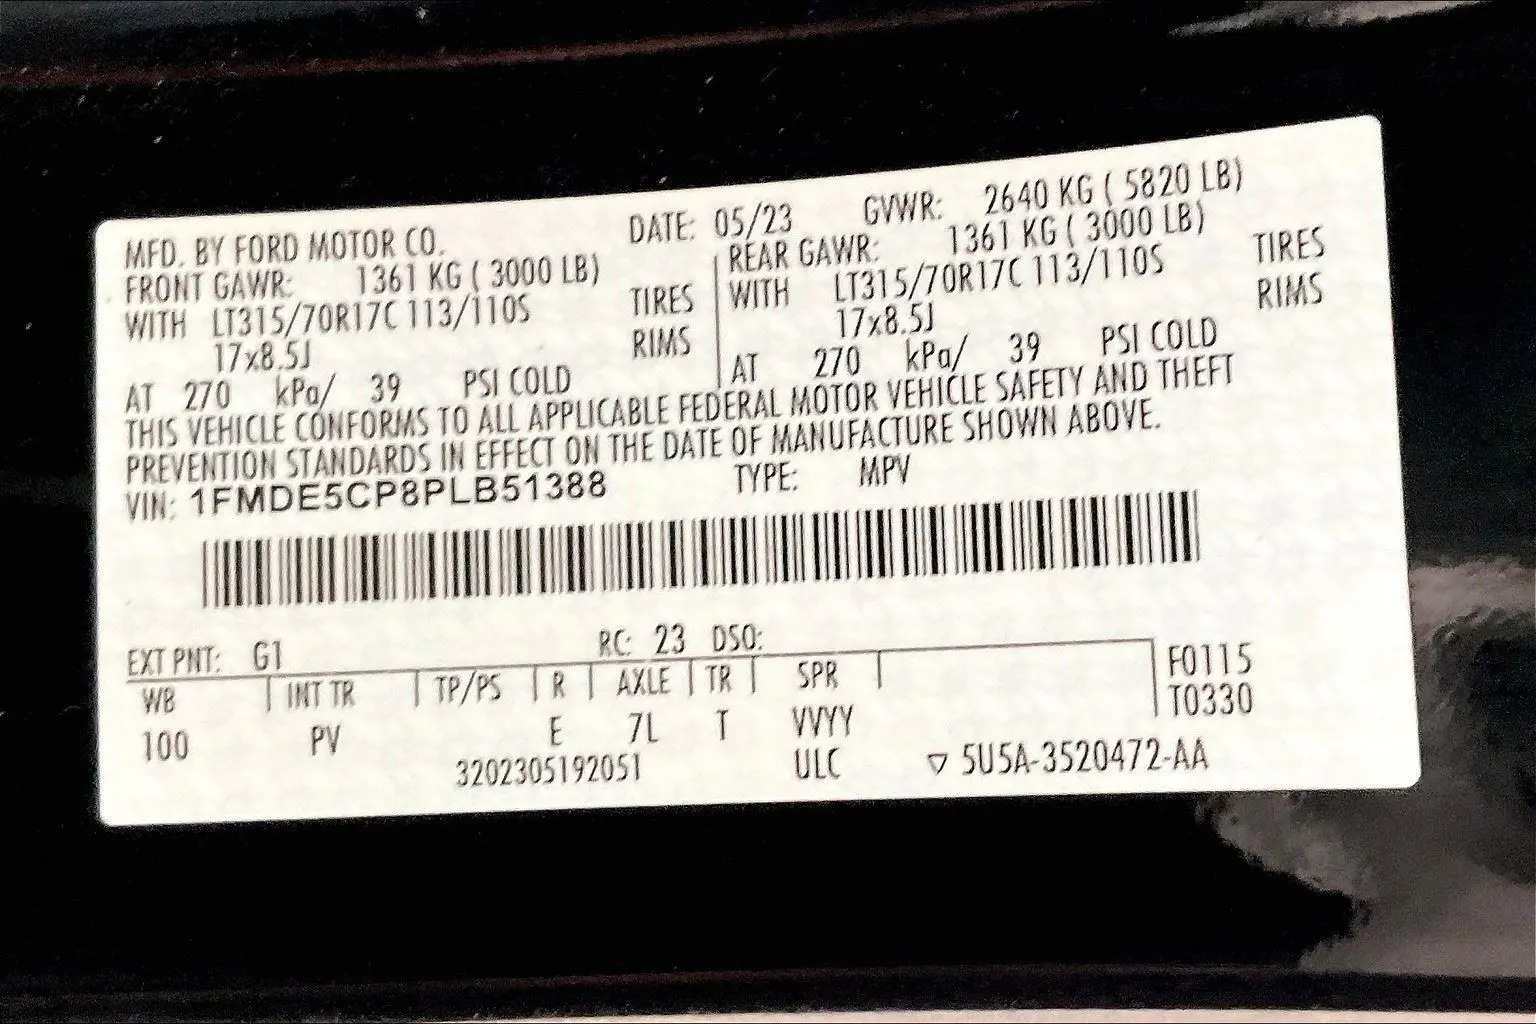 MFD. BY FORD MOTOR CO. DATE: 05/23 GVWR: 2640 KG ( 5820 LB)
FRONT GAWR: 1361 KG ( 3000 LB) REAR GAWR: 1361 KG ( 3000 LB)
WITH LT315/70R17C 113/110S TIRES WITH LT315/70R17C 113/110S TIRES
17x8.5J RIMS 17x8.5J RIMS
AT 270 kPa/ 39 PSI COLD AT 270 kPa/ 39 PSI COLD
THIS VEHICLE CONFORMS TO ALL APPLICABLE FEDERAL MOTOR VEHICLE SAFETY AND THEFT
PREVENTION STANDARDS IN EFFECT ON THE DATE OF MANUFACTURE SHOWN ABOVE.
VIN: 1FMDE5CP8PLB51388 TYPE: MPV
EXT PNT: G1 RC: 23 DSO:
WB INT TR TP/PS R AXLE TR SPR F0115
100 PV E 7L T VVYY T0330
3202305192051 ULC ▽ 5U5A-3520472-AA